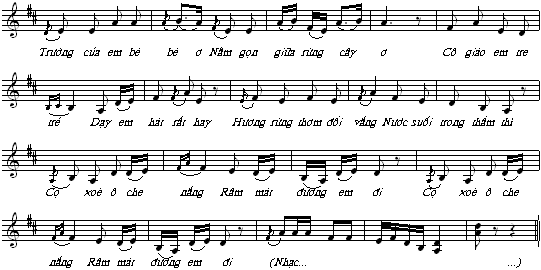 Trường của em bé bé ơ Nằm gọn giữa rừng cây ơ Cô giáo em tre
trẻ Dạy em hát rất hay Hương rừng thơm đồi vắng Nước suối trong thầm thì
Cọ xoè ô che nắng Râm mát đường em đi Cọ xoè ô che
nắng Râm mát đường em đi (Nhạc... ...)